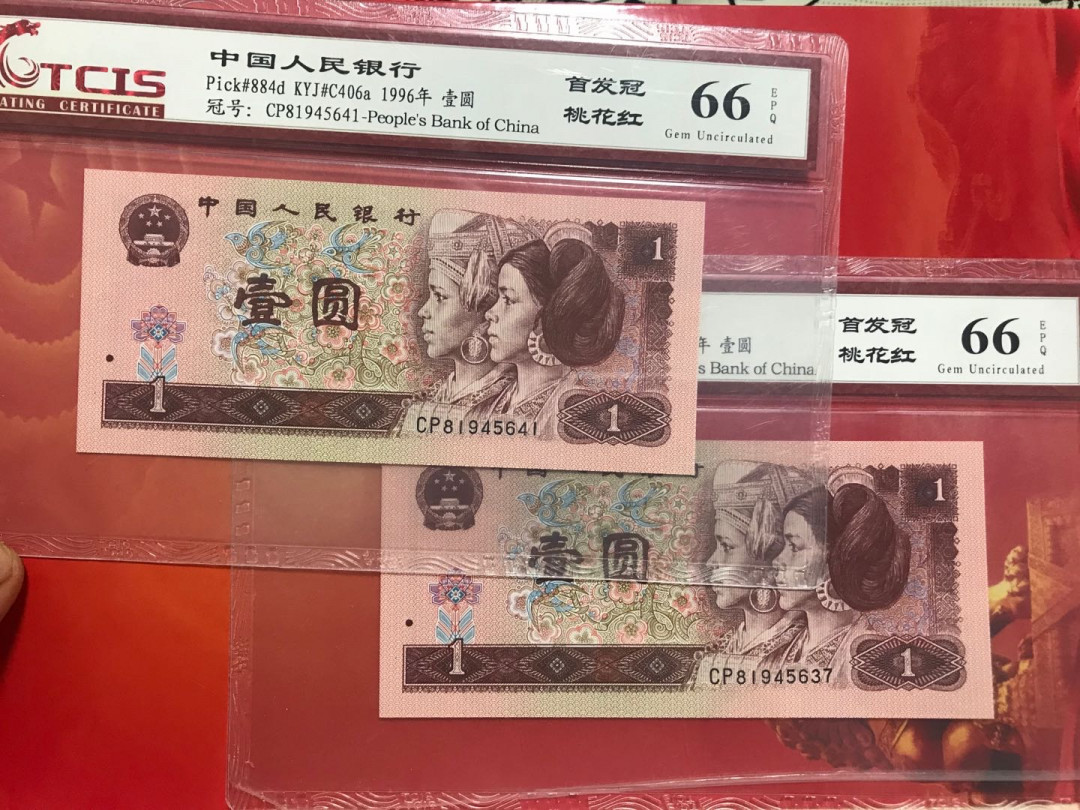 TCIS
ATING CERTIFICATE
中国人民银行
Pick#884d KYJ#C406a 1996年 壹圆
冠号: CP81945641-People's Bank of China
首发冠
桃花红
66
EPQ
Gem Uncirculated
中国人民银行
1
壹圆
1
CP81945641
1
年 壹圆
s Bank of China
首发冠
桃花红
66
EPQ
Gem Uncirculated
1
壹圆
1
CP81945637
1